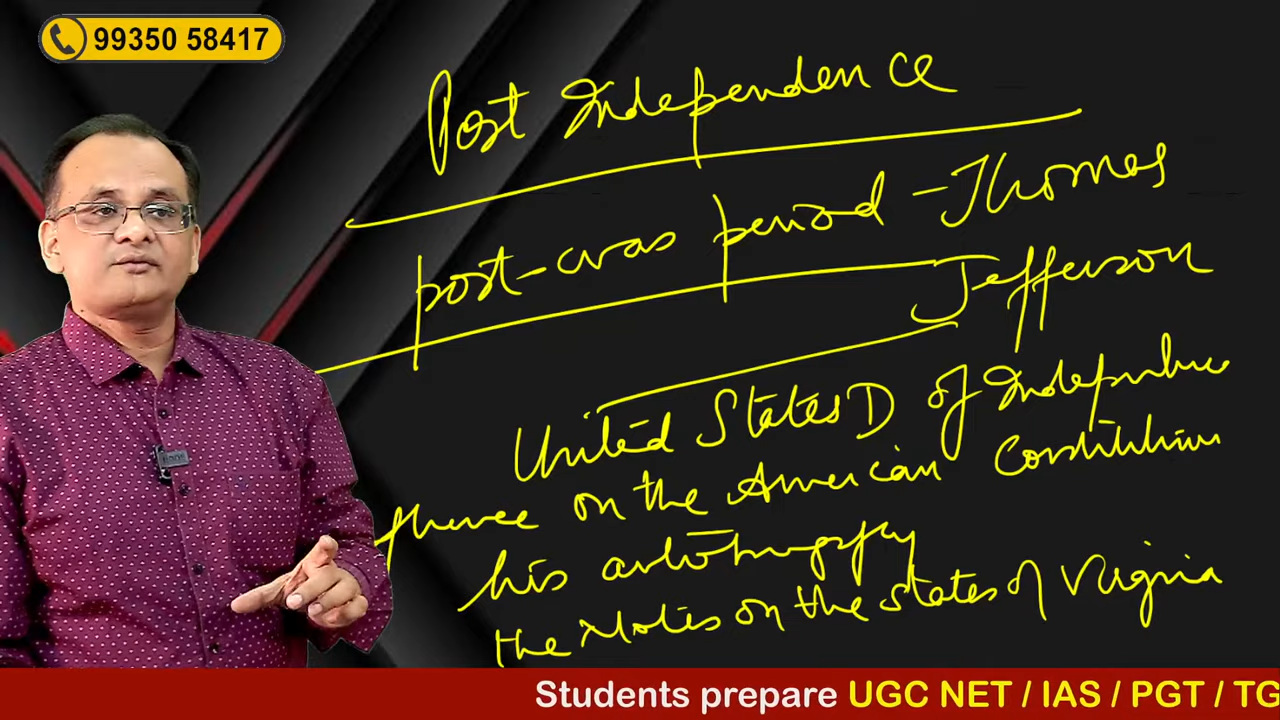 99350 58417
Post Independence
post-war period - Thomas
Jefferson
United States D of Independence
fluence on the American Constitution
his autobiography
the Notes on the states of Virginia
Students prepare UGC NET / IAS / PGT / TG